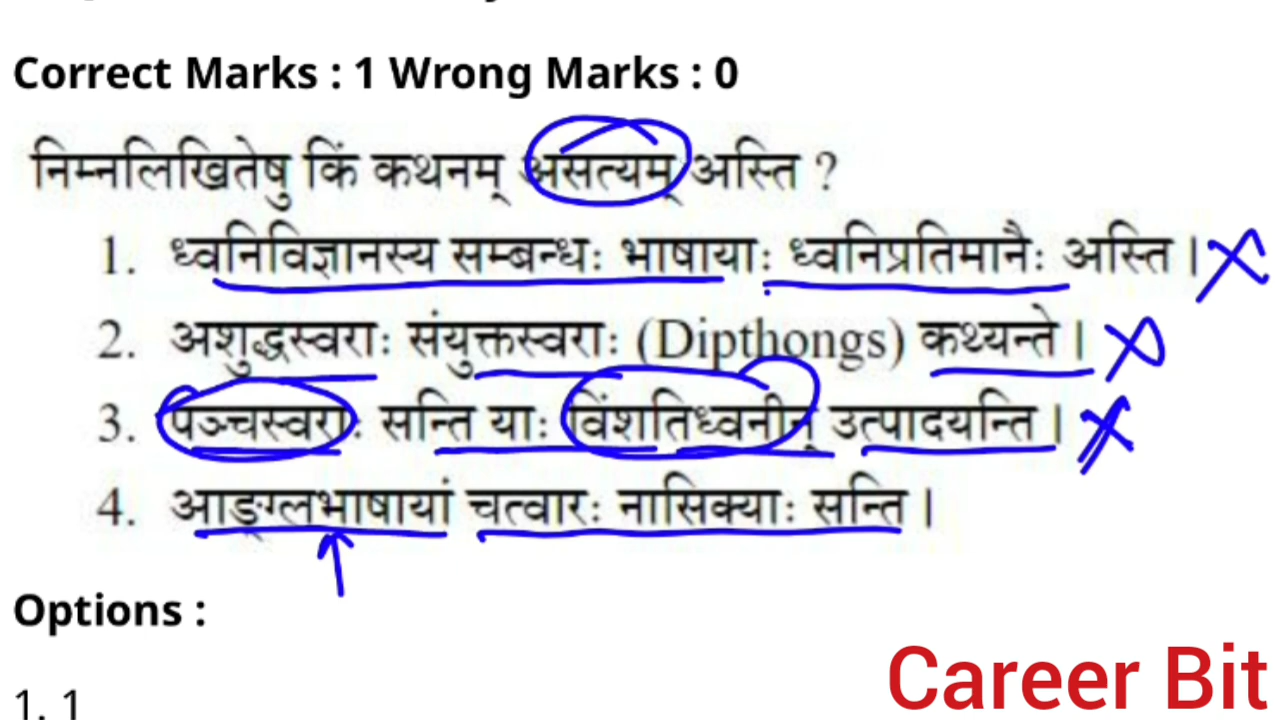 Correct Marks : 1 Wrong Marks : 0
निम्नलिखितेषु किं कथनम् असत्यम् अस्ति ?
1. ध्वनिविज्ञानस्य सम्बन्धः भाषायाः ध्वनिप्रतिमानैः अस्ति ।
2. अशुद्धस्वराः संयुक्तस्वराः (Dipthongs) कथ्यन्ते ।
3. पञ्चस्वराः सन्ति याः विंशतिध्वनीन् उत्पादयन्ति ।
4. आङ्ग्लभाषायां चत्वारः नासिक्याः सन्ति ।
Options :
Career Bit
1. 1